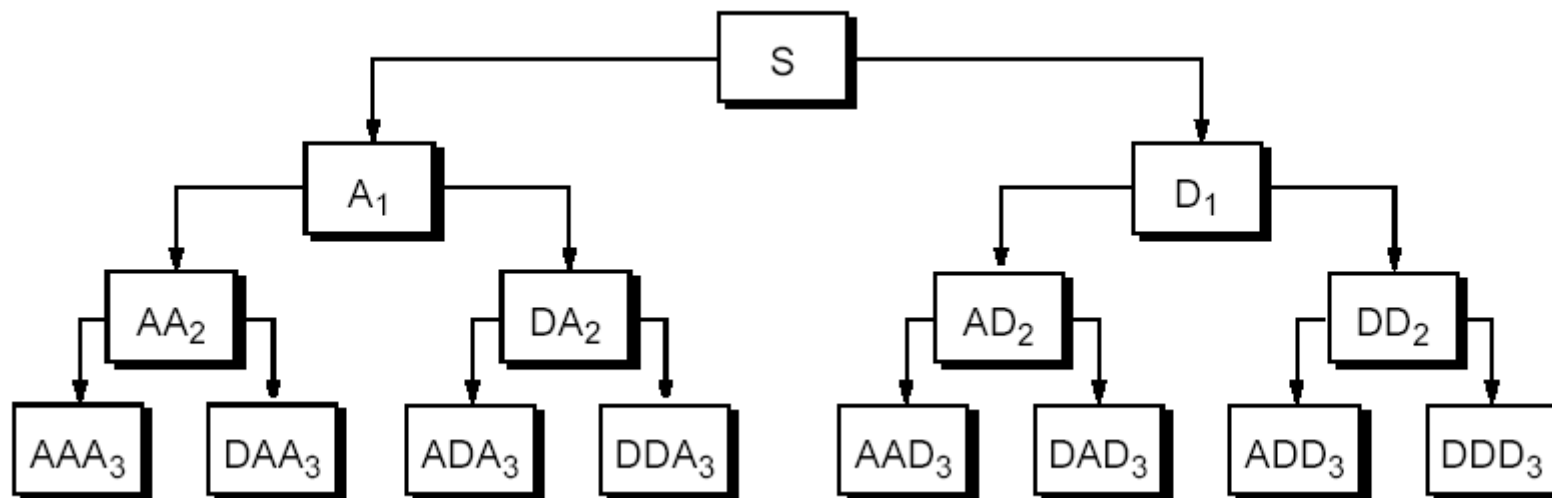 S
A₁ D₁
AA₂ DA₂ AD₂ DD₂
AAA₃ DAA₃ ADA₃ DDA₃ AAD₃ DAD₃ ADD₃ DDD₃